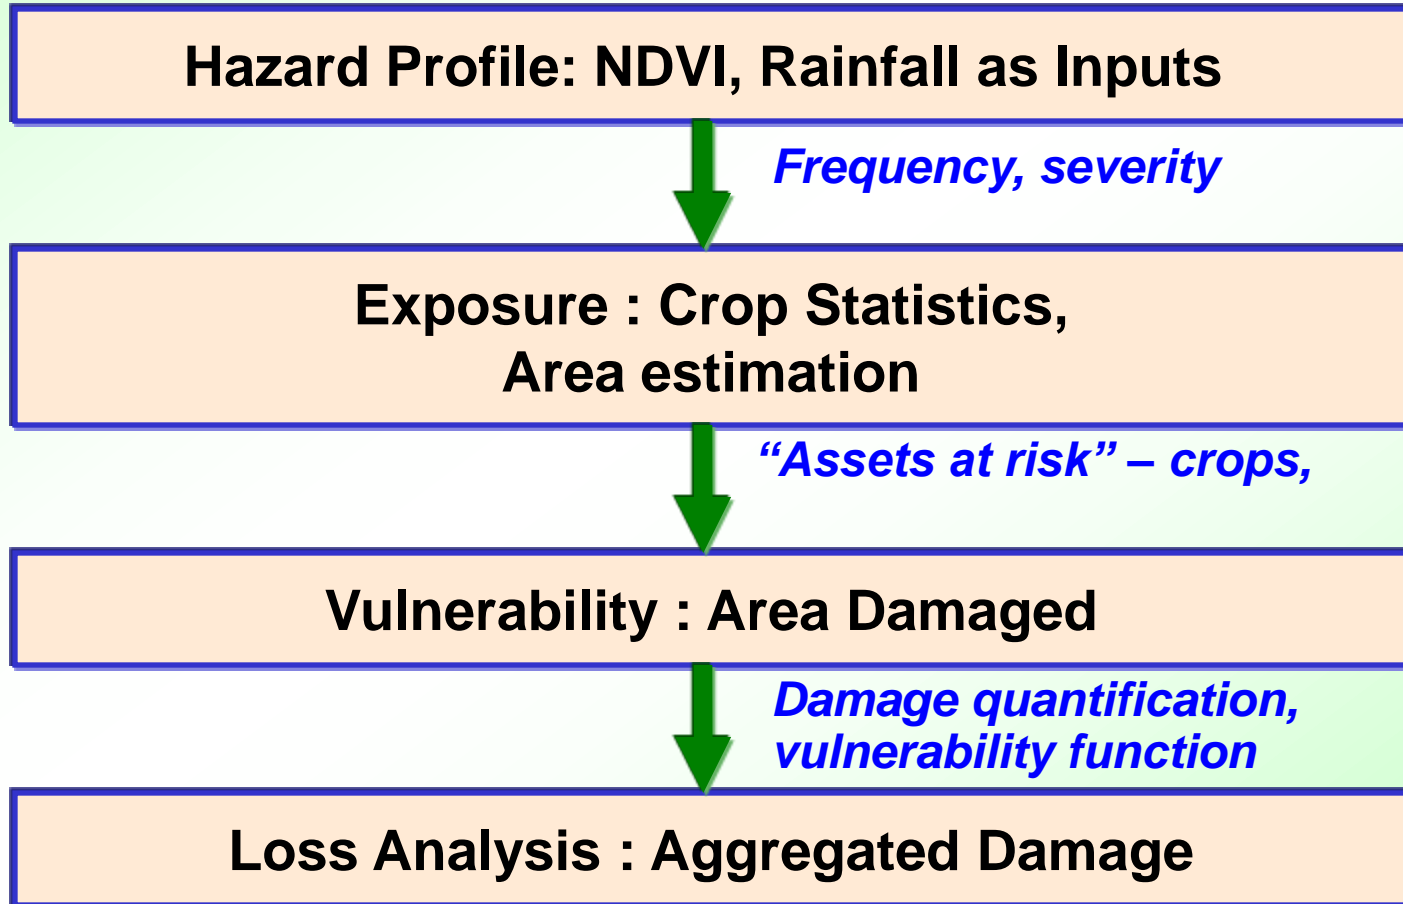 Hazard Profile: NDVI, Rainfall as Inputs
Frequency, severity
Exposure : Crop Statistics,
Area estimation
“Assets at risk” – crops,
Vulnerability : Area Damaged
Damage quantification,
vulnerability function
Loss Analysis : Aggregated Damage